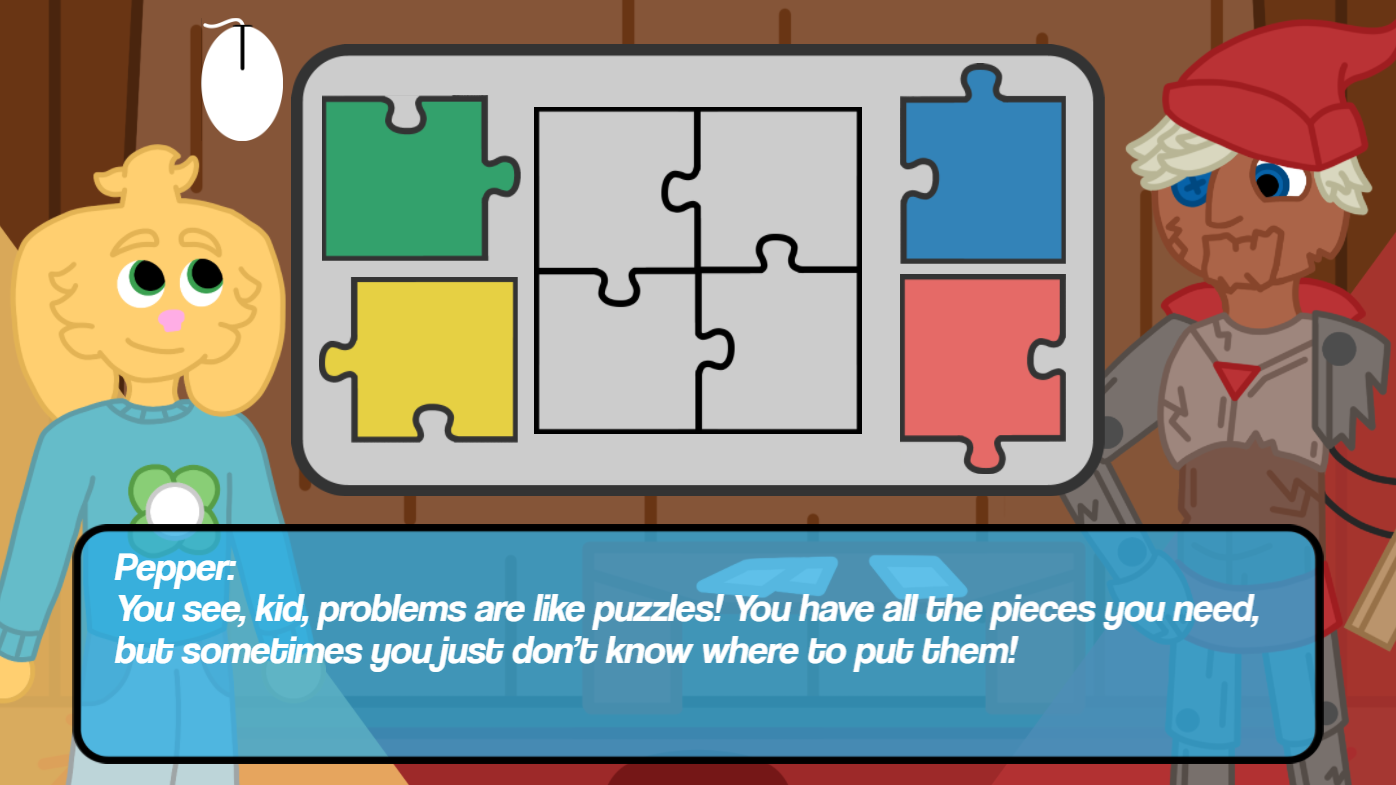 Pepper:
You see, kid, problems are like puzzles! You have all the pieces you need,
but sometimes you just don't know where to put them!